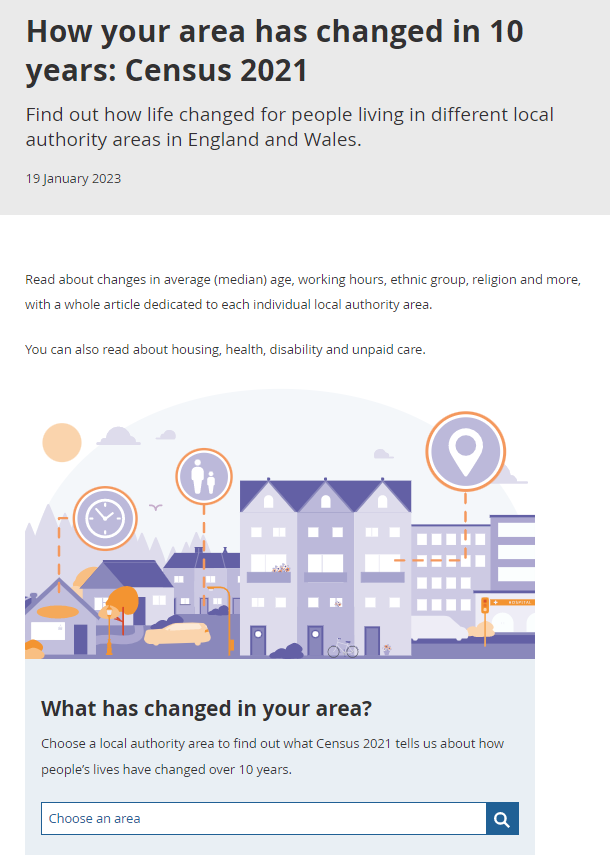 How your area has changed in 10
years: Census 2021
Find out how life changed for people living in different local
authority areas in England and Wales.
19 January 2023
Read about changes in average (median) age, working hours, ethnic group, religion and more,
with a whole article dedicated to each individual local authority area.
You can also read about housing, health, disability and unpaid care.
HOSPITAL
What has changed in your area?
Choose a local authority area to find out what Census 2021 tells us about how
people's lives have changed over 10 years.
Choose an area